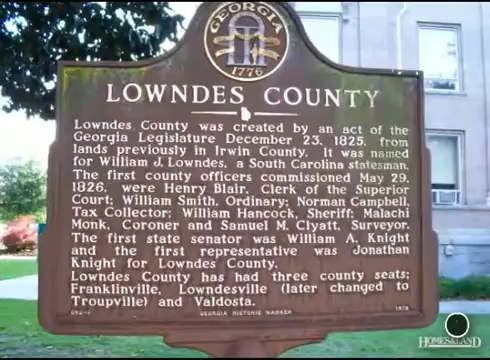 GEORGIA
1776
LOWNDES COUNTY
Lowndes County was created by an act of the
Georgia Legislature December 23, 1825, from
lands previously in Irwin County. It was named
for William J. Lowndes, a South Carolina statesman.
The first county officers commissioned May 29,
1826, were Henry Blair, Clerk of the Superior
Court; William Smith, Ordinary; Norman Campbell,
Tax Collector; William Hancock, Sheriff; Malachi
Monk, Coroner and Samuel M. Clyatt, Surveyor.
The first state senator was William A. Knight
and the first representative was Jonathan
Knight for Lowndes County.
Lowndes County has had three county seats;
Franklinville, Lowndesville (later changed to
Troupville) and Valdosta.
GEORGIA HISTORIC MARKER